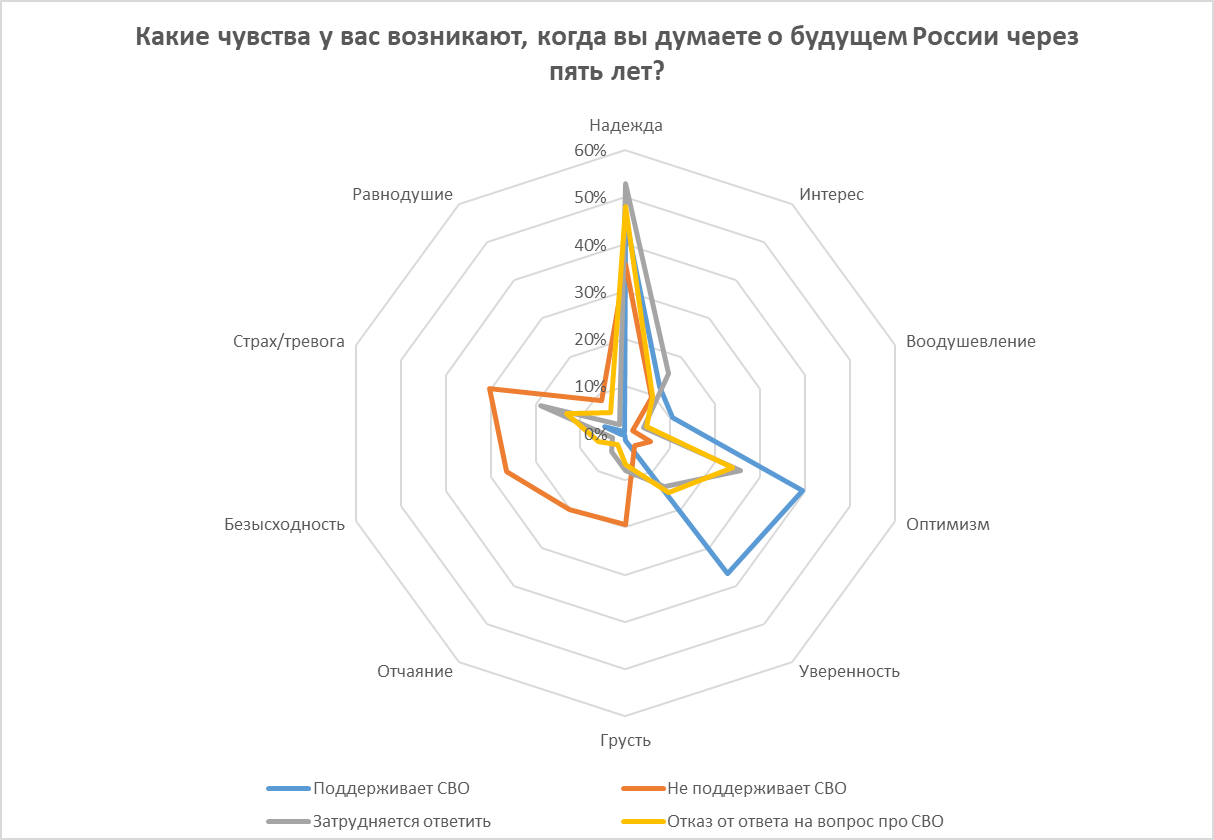 Какие чувства у вас возникают, когда вы думаете о будущем России через
пять лет?
Надежда
60%
Равнодушие
Интерес
50%
40%
30%
Страх/тревога
Воодушевление
20%
10%
0%
Безысходность
Оптимизм
Отчаяние
Уверенность
Грусть
Поддерживает СВО
Не поддерживает СВО
Затрудняется ответить
Отказ от ответа на вопрос про СВО